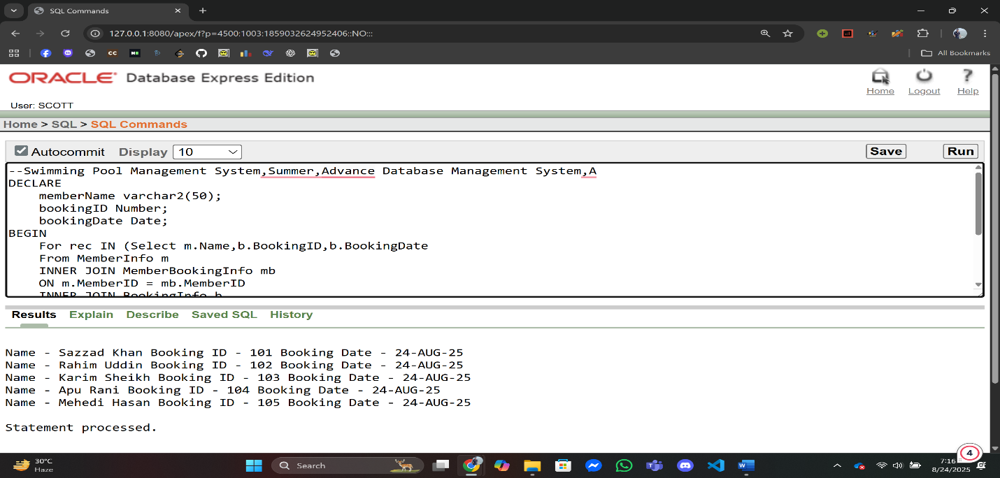 SQL Commands
127.0.0.1:8080/apex/f?p=4500:1003:1859032624952406::NO:::
All Bookmarks
ORACLE Database Express Edition
Home Logout Help
User: SCOTT
Home > SQL > SQL Commands
Autocommit Display 10 Save Run
--Swimming Pool Management System,Summer,Advance Database Management System,A
DECLARE
memberName varchar2(50);
bookingID Number;
bookingDate Date;
BEGIN
For rec IN (Select m.Name,b.BookingID,b.BookingDate
From MemberInfo m
INNER JOIN MemberBookingInfo mb
ON m.MemberID = mb.MemberID
INNER JOIN BookingInfo b
Results Explain Describe Saved SQL History
Name - Sazzad Khan Booking ID - 101 Booking Date - 24-AUG-25
Name - Rahim Uddin Booking ID - 102 Booking Date - 24-AUG-25
Name - Karim Sheikh Booking ID - 103 Booking Date - 24-AUG-25
Name - Apu Rani Booking ID - 104 Booking Date - 24-AUG-25
Name - Mehedi Hasan Booking ID - 105 Booking Date - 24-AUG-25
Statement processed.
30°C
Haze
Search
4
7:16
8/24/2025